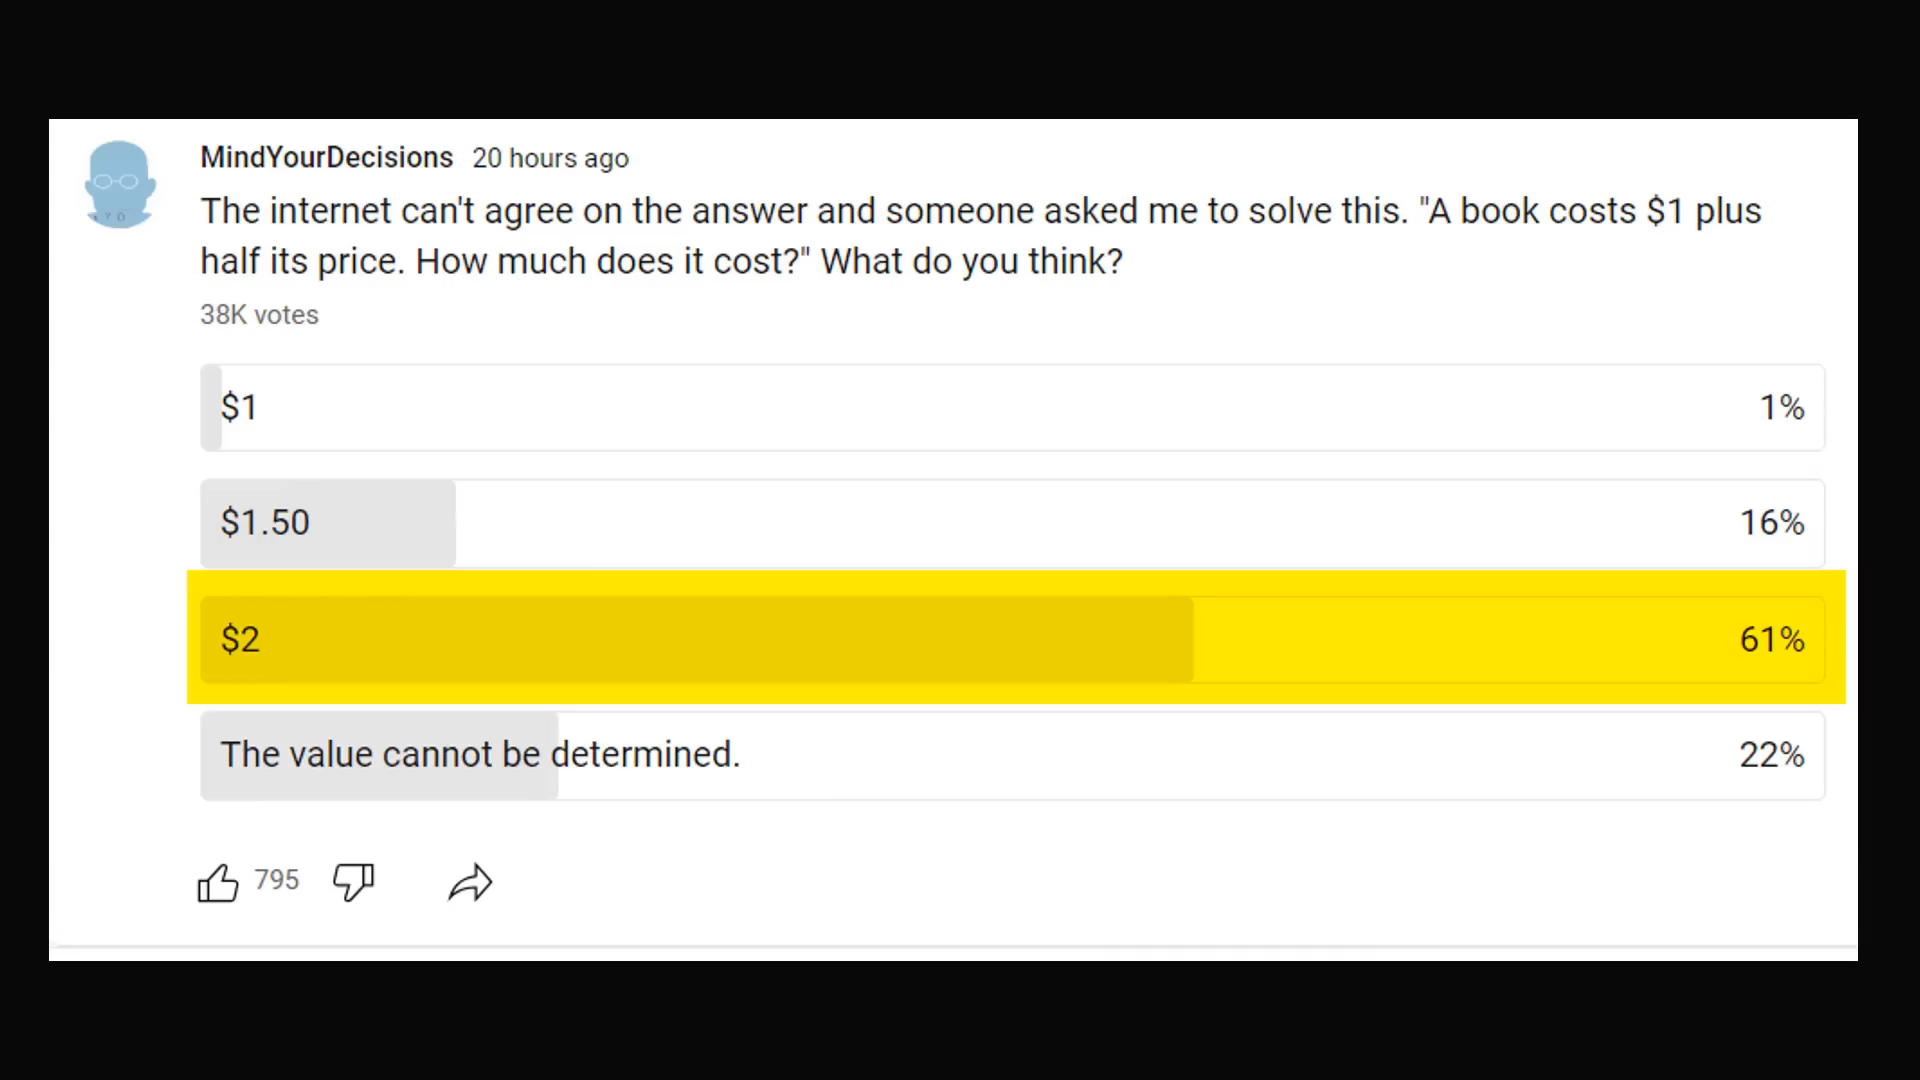 MindYourDecisions 20 hours ago
The internet can't agree on the answer and someone asked me to solve this. "A book costs $1 plus
half its price. How much does it cost?" What do you think?
38K votes
$1 1%
$1.50 16%
$2 61%
The value cannot be determined. 22%
795